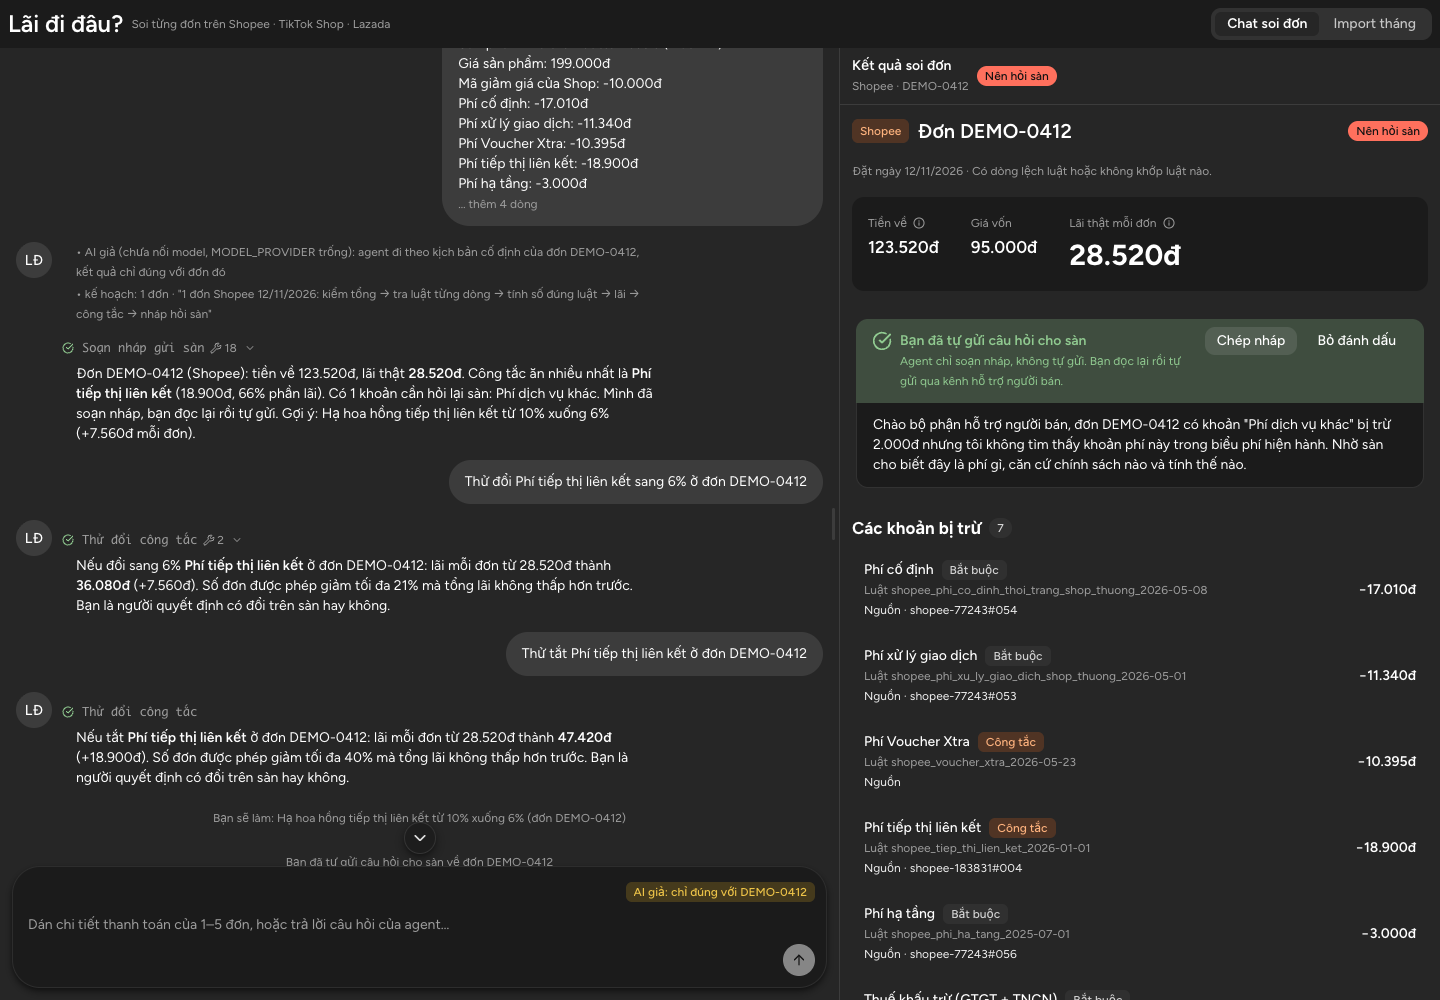 Lãi đi đâu?
Soi từng đơn trên Shopee · TikTok Shop · Lazada
Chat soi đơn
Import tháng
Giá sản phẩm: 199.000đ
Mã giảm giá của Shop: -10.000đ
Phí cố định: -17.010đ
Phí xử lý giao dịch: -11.340đ
Phí Voucher Xtra: -10.395đ
Phí tiếp thị liên kết: -18.900đ
Phí hạ tầng: -3.000đ
... thêm 4 dòng
LĐ
• AI giả (chưa nối model, MODEL_PROVIDER trống): agent đi theo kịch bản cố định của đơn DEMO-0412,
kết quả chỉ đúng với đơn đó
• kế hoạch: 1 đơn · "1 đơn Shopee 12/11/2026: kiểm tổng → tra luật từng dòng → tính số đúng luật → lãi →
công tắc → nháp hỏi sàn"
Soạn nháp gửi sàn 18
Đơn DEMO-0412 (Shopee): tiền về 123.520đ, lãi thật 28.520đ. Công tắc ăn nhiều nhất là Phí
tiếp thị liên kết (18.900đ, 66% phần lãi). Có 1 khoản cần hỏi lại sàn: Phí dịch vụ khác. Mình đã
soạn nháp, bạn đọc lại rồi tự gửi. Gợi ý: Hạ hoa hồng tiếp thị liên kết từ 10% xuống 6%
(+7.560đ mỗi đơn).
Thử đổi Phí tiếp thị liên kết sang 6% ở đơn DEMO-0412
LĐ
Thử đổi công tắc 2
Nếu đổi sang 6% Phí tiếp thị liên kết ở đơn DEMO-0412: lãi mỗi đơn từ 28.520đ thành
36.080đ (+7.560đ). Số đơn được phép giảm tối đa 21% mà tổng lãi không thấp hơn trước.
Bạn là người quyết định có đổi trên sàn hay không.
Thử tắt Phí tiếp thị liên kết ở đơn DEMO-0412
LĐ
Thử đổi công tắc
Nếu tắt Phí tiếp thị liên kết ở đơn DEMO-0412: lãi mỗi đơn từ 28.520đ thành 47.420đ
(+18.900đ). Số đơn được phép giảm tối đa 40% mà tổng lãi không thấp hơn trước. Bạn là
người quyết định có đổi trên sàn hay không.
Bạn sẽ làm: Hạ hoa hồng tiếp thị liên kết từ 10% xuống 6% (đơn DEMO-0412)
Bạn đã tự gửi câu hỏi cho sàn về đơn DEMO-0412
AI giả: chỉ đúng với DEMO-0412
Dán chi tiết thanh toán của 1–5 đơn, hoặc trả lời câu hỏi của agent...
Kết quả soi đơn
Shopee · DEMO-0412
Nên hỏi sàn
Shopee
Đơn DEMO-0412
Nên hỏi sàn
Đặt ngày 12/11/2026 · Có dòng lệch luật hoặc không khớp luật nào.
Tiền về
Giá vốn
Lãi thật mỗi đơn
123.520đ
95.000đ
28.520đ
Bạn đã tự gửi câu hỏi cho sàn
Agent chỉ soạn nháp, không tự gửi. Bạn đọc lại rồi tự
gửi qua kênh hỗ trợ người bán.
Chép nháp
Bỏ đánh dấu
Chào bộ phận hỗ trợ người bán, đơn DEMO-0412 có khoản "Phí dịch vụ khác" bị trừ
2.000đ nhưng tôi không tìm thấy khoản phí này trong biểu phí hiện hành. Nhờ sàn
cho biết đây là phí gì, căn cứ chính sách nào và tính thế nào.
Các khoản bị trừ 7
Phí cố định Bắt buộc
Luật shopee_phi_co_dinh_thoi_trang_shop_thuong_2026-05-08
Nguồn · shopee-77243#054
−17.010đ
Phí xử lý giao dịch Bắt buộc
Luật shopee_phi_xu_ly_giao_dich_shop_thuong_2026-05-01
Nguồn · shopee-77243#053
−11.340đ
Phí Voucher Xtra Công tắc
Luật shopee_voucher_xtra_2026-05-23
Nguồn
−10.395đ
Phí tiếp thị liên kết Công tắc
Luật shopee_tiep_thi_lien_ket_2026-01-01
Nguồn · shopee-183831#004
−18.900đ
Phí hạ tầng Bắt buộc
Luật shopee_phi_ha_tang_2025-07-01
Nguồn · shopee-77243#056
−3.000đ
Thuế khấu trừ (GTGT + TNCN) Bắt buộc